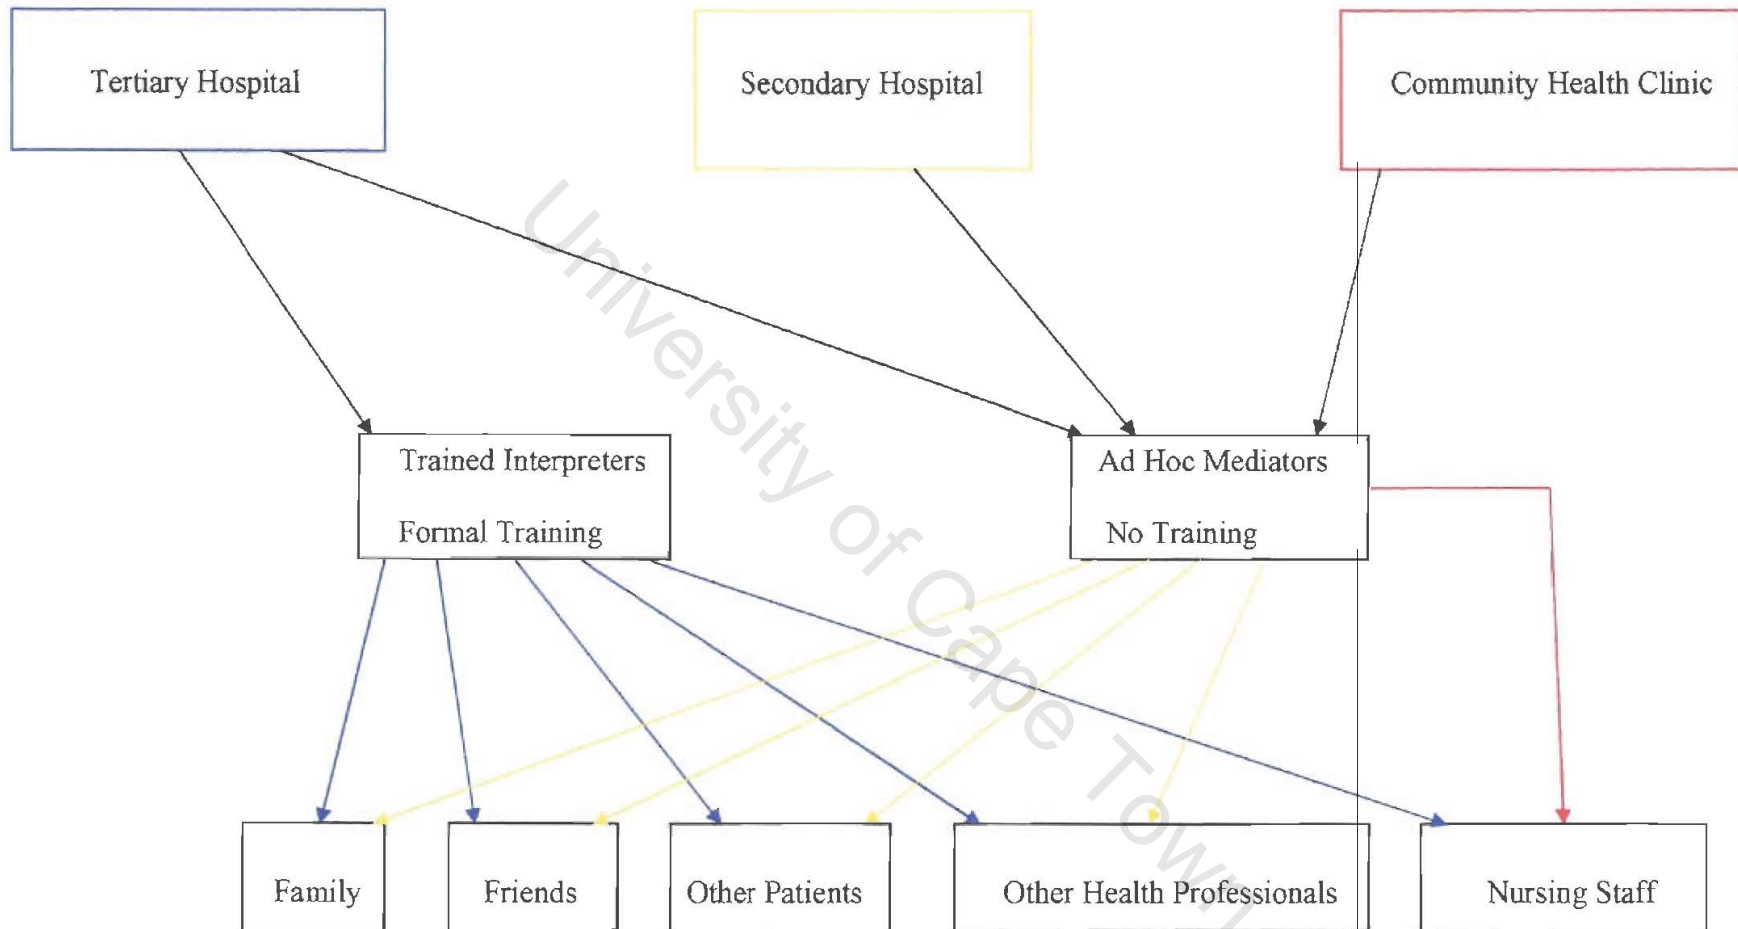 Tertiary Hospital
Secondary Hospital
Community Health Clinic
Trained Interpreters
Formal Training
Ad Hoc Mediators
No Training
Family
Friends
Other Patients
Other Health Professionals
Nursing Staff
University of Cape Town